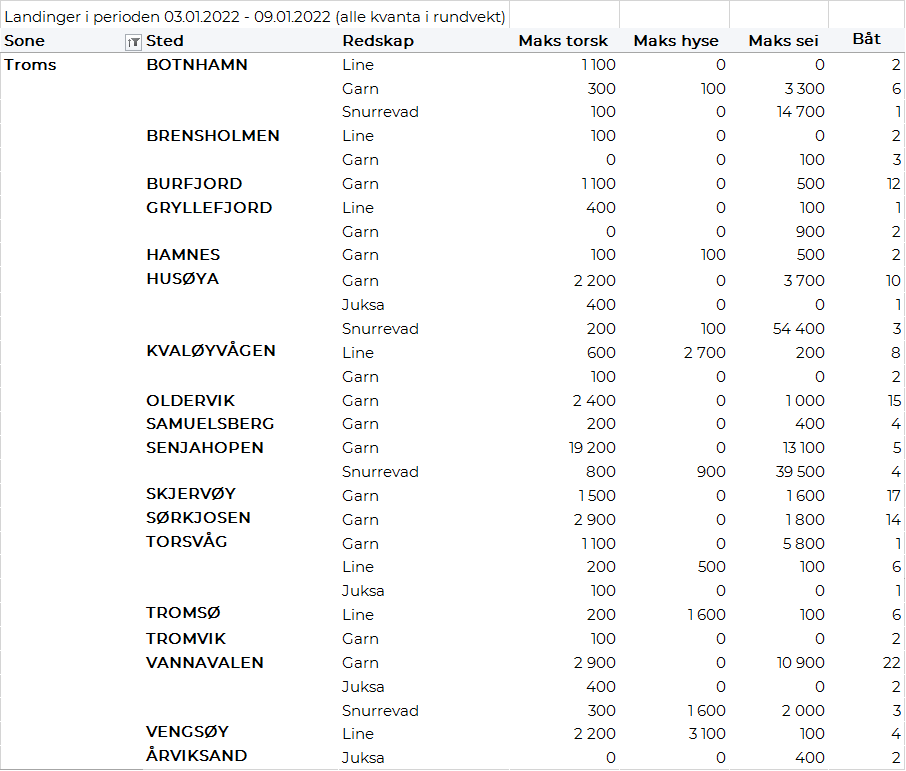 Landinger i perioden 03.01.2022 - 09.01.2022 (alle kvanta i rundvekt)
Sone Sted Redskap Maks torsk Maks hyse Maks sei Båt
Troms BOTNHAMN Line 1 100 0 0 2
Garn 300 100 3 300 6
Snurrevad 100 0 14 700 1
BRENSHOLMEN Line 100 0 0 2
Garn 0 0 100 3
BURFJORD Garn 1 100 0 500 12
GRYLLEFJORD Line 400 0 100 1
Garn 0 0 900 2
HAMNES Garn 100 100 500 2
HUSØYA Garn 2 200 0 3 700 10
Juksa 400 0 0 1
Snurrevad 200 100 54 400 3
KVALØYVÅGEN Line 600 2 700 200 8
Garn 100 0 0 2
OLDERVIK Garn 2 400 0 1 000 15
SAMUELSBERG Garn 200 0 400 4
SENJAHOPEN Garn 19 200 0 13 100 5
Snurrevad 800 900 39 500 4
SKJERVØY Garn 1 500 0 1 600 17
SØRKJOSEN Garn 2 900 0 1 800 14
TORSVÅG Garn 1 100 0 5 800 1
Line 200 500 100 6
Juksa 100 0 0 1
TROMSØ Line 200 1 600 100 6
TROMVIK Garn 100 0 0 2
VANNAVALEN Garn 2 900 0 10 900 22
Juksa 400 0 0 2
Snurrevad 300 1 600 2 000 3
VENGSØY Line 2 200 3 100 100 4
ÅRVIKSAND Juksa 0 0 400 2